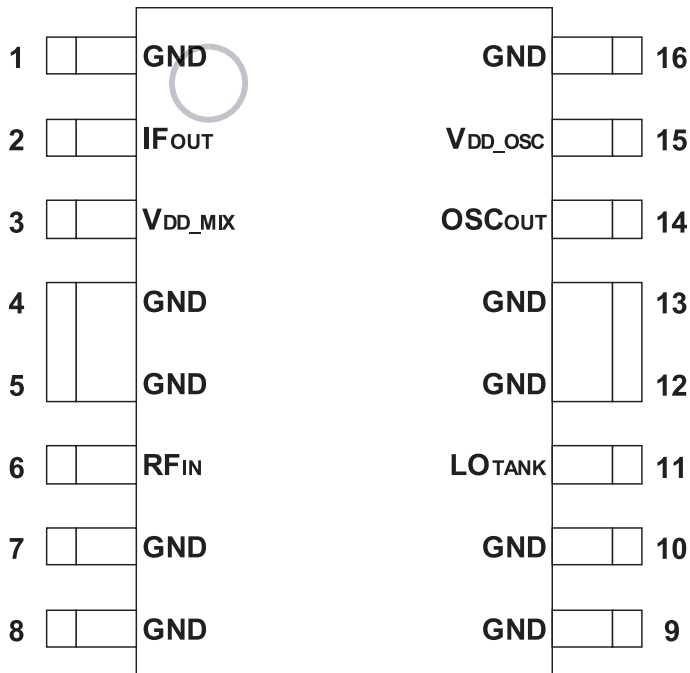 1 GND GND 16
2 IFOUT VDD_OSC 15
3 VDD_MIX OSCOUT 14
4 GND GND 13
5 GND GND 12
6 RFIN LOTANK 11
7 GND GND 10
8 GND GND 9